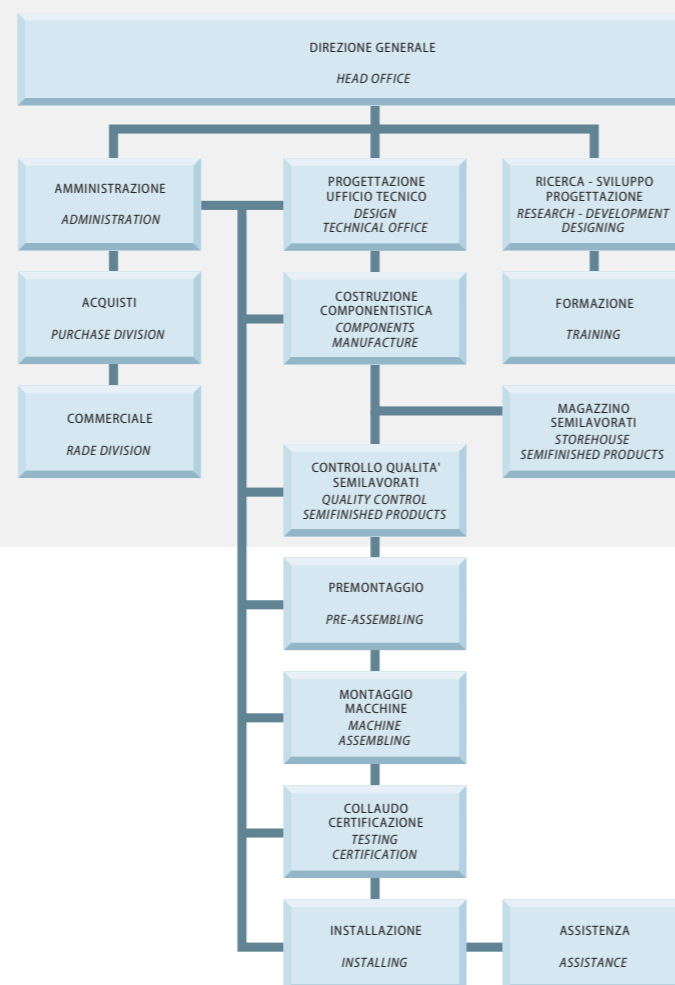 DIREZIONE GENERALE
HEAD OFFICE
AMMINISTRAZIONE
ADMINISTRATION
PROGETTAZIONE
UFFICIO TECNICO
DESIGN
TECHNICAL OFFICE
RICERCA - SVILUPPO
PROGETTAZIONE
RESEARCH - DEVELOPMENT
DESIGNING
ACQUISTI
PURCHASE DIVISION
COSTRUZIONE
COMPONENTISTICA
COMPONENTS
MANUFACTURE
FORMAZIONE
TRAINING
COMMERCIALE
RADE DIVISION
MAGAZZINO
SEMILAVORATI
STOREHOUSE
SEMIFINISHED PRODUCTS
CONTROLLO QUALITA'
SEMILAVORATI
QUALITY CONTROL
SEMIFINISHED PRODUCTS
PREMONTAGGIO
PRE-ASSEMBLING
MONTAGGIO
MACCHINE
MACHINE
ASSEMBLING
COLLAUDO
CERTIFICAZIONE
TESTING
CERTIFICATION
INSTALLAZIONE
INSTALLING
ASSISTENZA
ASSISTANCE